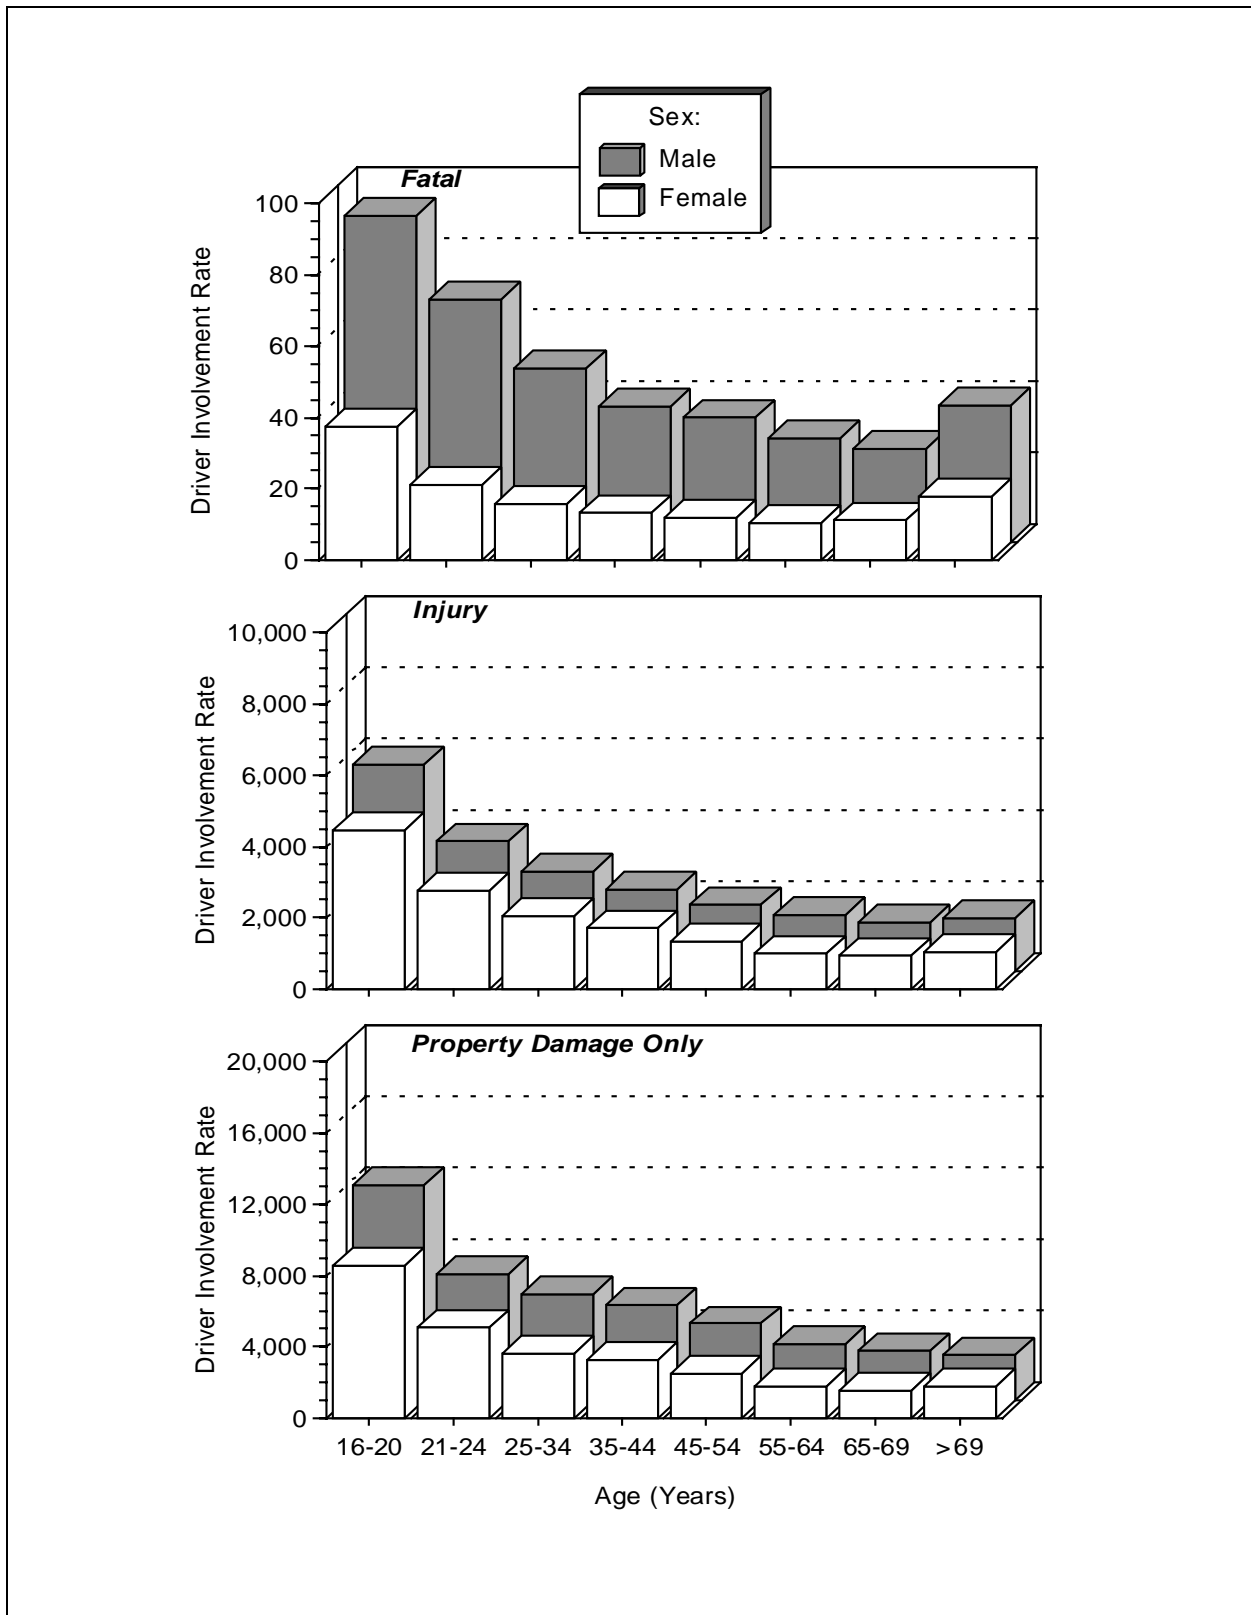 Sex:
Male
Female
Fatal
100
80
60
40
20
0
Driver Involvement Rate
Injury
10,000
8,000
6,000
4,000
2,000
0
Driver Involvement Rate
Property Damage Only
20,000
16,000
12,000
8,000
4,000
0
Driver Involvement Rate
16-20 21-24 25-34 35-44 45-54 55-64 65-69 >69
Age (Years)